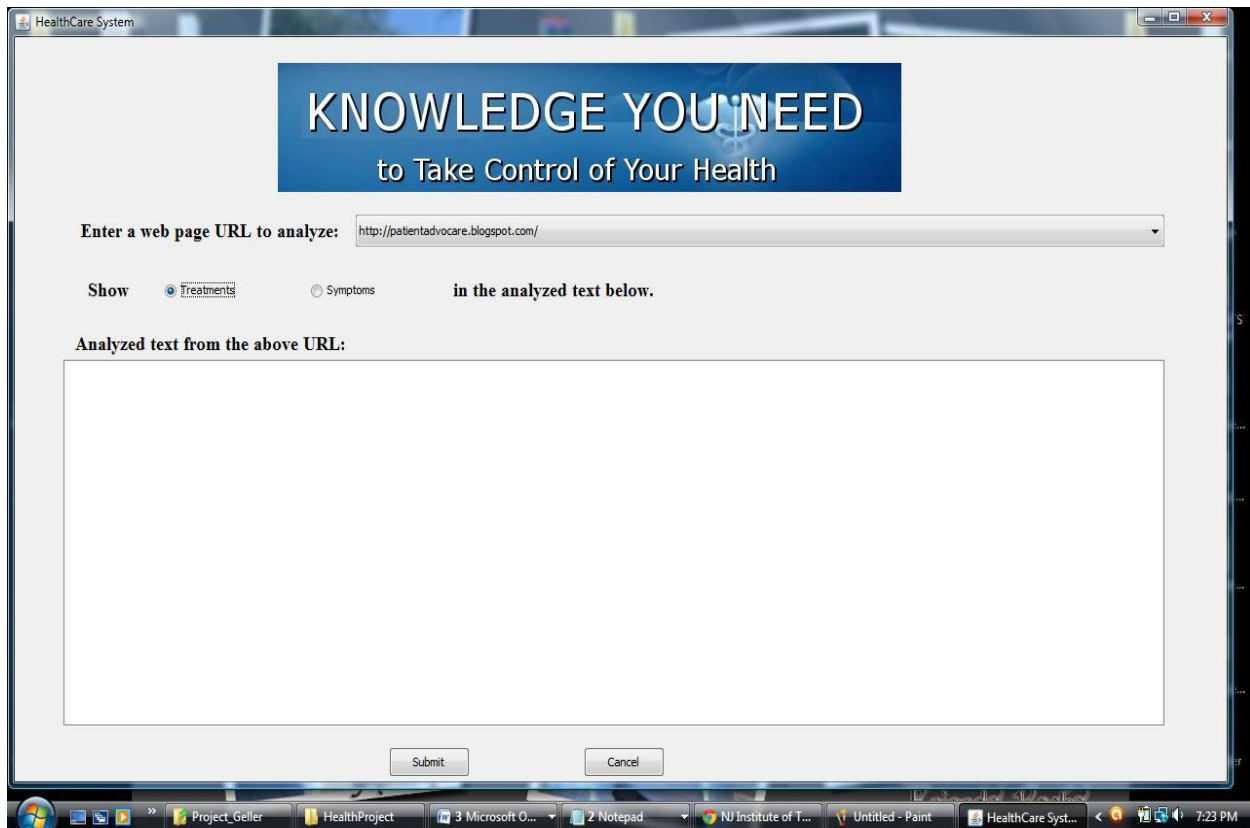 HealthCare System
KNOWLEDGE YOU NEED
to Take Control of Your Health
Enter a web page URL to analyze: http://patientadvocare.blogspot.com/
Show Treatments Symptoms in the analyzed text below.
Analyzed text from the above URL:
Submit Cancel
Project_Geller HealthProject 3 Microsoft O... 2 Notepad NJ Institute of T... Untitled - Paint HealthCare Syst... 7:23 PM